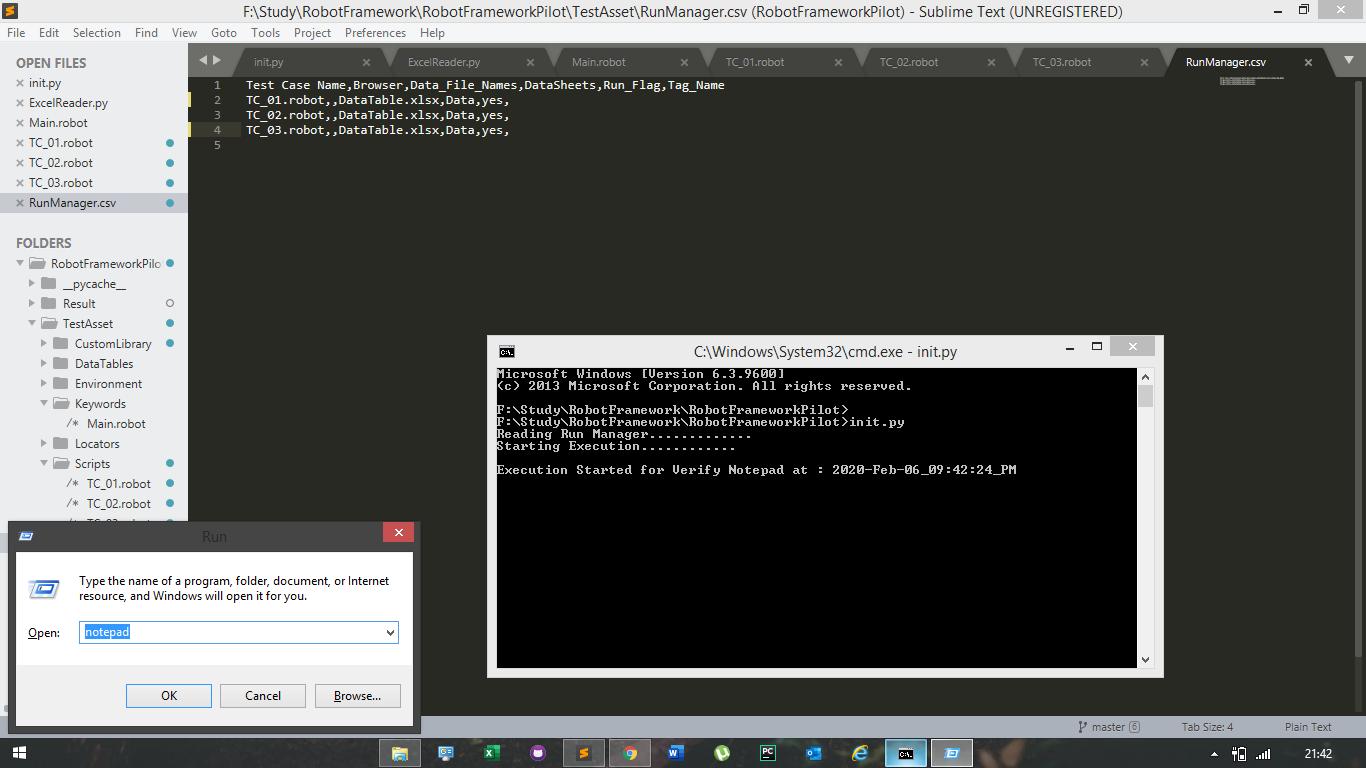 F:\Study\RobotFramework\RobotFrameworkPilot\TestAsset\RunManager.csv (RobotFrameworkPilot) - Sublime Text (UNREGISTERED)
File Edit Selection Find View Goto Tools Project Preferences Help
OPEN FILES
init.py
ExcelReader.py
Main.robot
TC_01.robot
TC_02.robot
TC_03.robot
RunManager.csv
FOLDERS
RobotFrameworkPilo
__pycache__
Result
TestAsset
CustomLibrary
DataTables
Environment
Keywords
/* Main.robot
Locators
Scripts
/* TC_01.robot
/* TC_02.robot
init.py ExcelReader.py Main.robot TC_01.robot TC_02.robot TC_03.robot RunManager.csv
1 Test Case Name,Browser,Data_File_Names,DataSheets,Run_Flag,Tag_Name
2 TC_01.robot,,DataTable.xlsx,Data,yes,
3 TC_02.robot,,DataTable.xlsx,Data,yes,
4 TC_03.robot,,DataTable.xlsx,Data,yes,
5
C:\Windows\System32\cmd.exe - init.py
Microsoft Windows [Version 6.3.9600]
(c) 2013 Microsoft Corporation. All rights reserved.
F:\Study\RobotFramework\RobotFrameworkPilot>
F:\Study\RobotFramework\RobotFrameworkPilot>init.py
Reading Run Manager.............
Starting Execution............
Execution Started for Verify Notepad at : 2020-Feb-06_09:42:24_PM
Run
Type the name of a program, folder, document, or Internet
resource, and Windows will open it for you.
Open: notepad
OK Cancel Browse...
master 6 Tab Size: 4 Plain Text
21:42